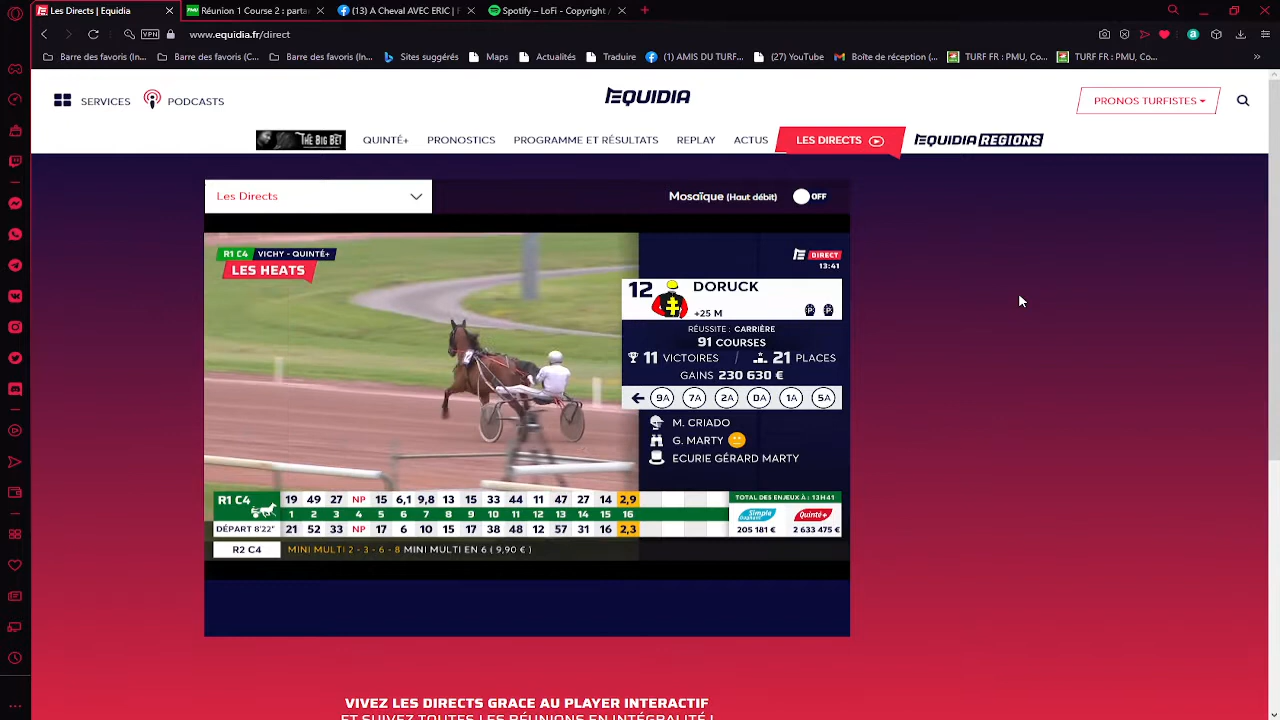 Les Directs | Equidia
Réunion 1 Course 2 : partan
(13) A Cheval AVEC ERIC | F
Spotify – LoFi - Copyright /
VPN
www.equidia.fr/direct
Barre des favoris (In...
Barre des favoris (C...
Barre des favoris (In...
Sites suggérés
Maps
Actualités
Traduire
(1) AMIS DU TURF...
(27) YouTube
Boîte de réception (...
TURF FR : PMU, Co...
TURF FR : PMU, Co...
SERVICES
PODCASTS
EQUIDIA
PRONOS TURFISTES
THE BIG BET
QUINTÉ+
PRONOSTICS
PROGRAMME ET RÉSULTATS
REPLAY
ACTUS
LES DIRECTS
EQUIDIA REGIONS
Les Directs
Mosaïque (Haut débit)
OFF
R1 C4 VICHY - QUINTÉ+
LES HEATS
DIRECT
13:41
12 DORUCK
+25 M
RÉUSSITE : CARRIÈRE
91 COURSES
11 VICTOIRES / 21 PLACES
GAINS 230 630 €
9A 7A 2A DA 1A 5A
M. CRIADO
G. MARTY
ECURIE GÉRARD MARTY
R1 C4
19 49 27 NP 15 6,1 9,8 13 15 33 44 11 47 27 14 2,9
1 2 3 4 5 6 7 8 9 10 11 12 13 14 15 16
DÉPART 8'22"
21 52 33 NP 17 6 10 15 17 38 48 12 57 31 16 2,3
TOTAL DES ENJEUX À : 13H41
Simple
Quinté+
205 181 €
2 633 475 €
R2 C4
MINI MULTI 2 - 3 - 6 - 8 MINI MULTI EN 6 ( 9,90 € )
VIVEZ LES DIRECTS GRACE AU PLAYER INTERACTIF
ET SUIVEZ TOUTES LES RÉUNIONS EN INTÉGRALITÉ !